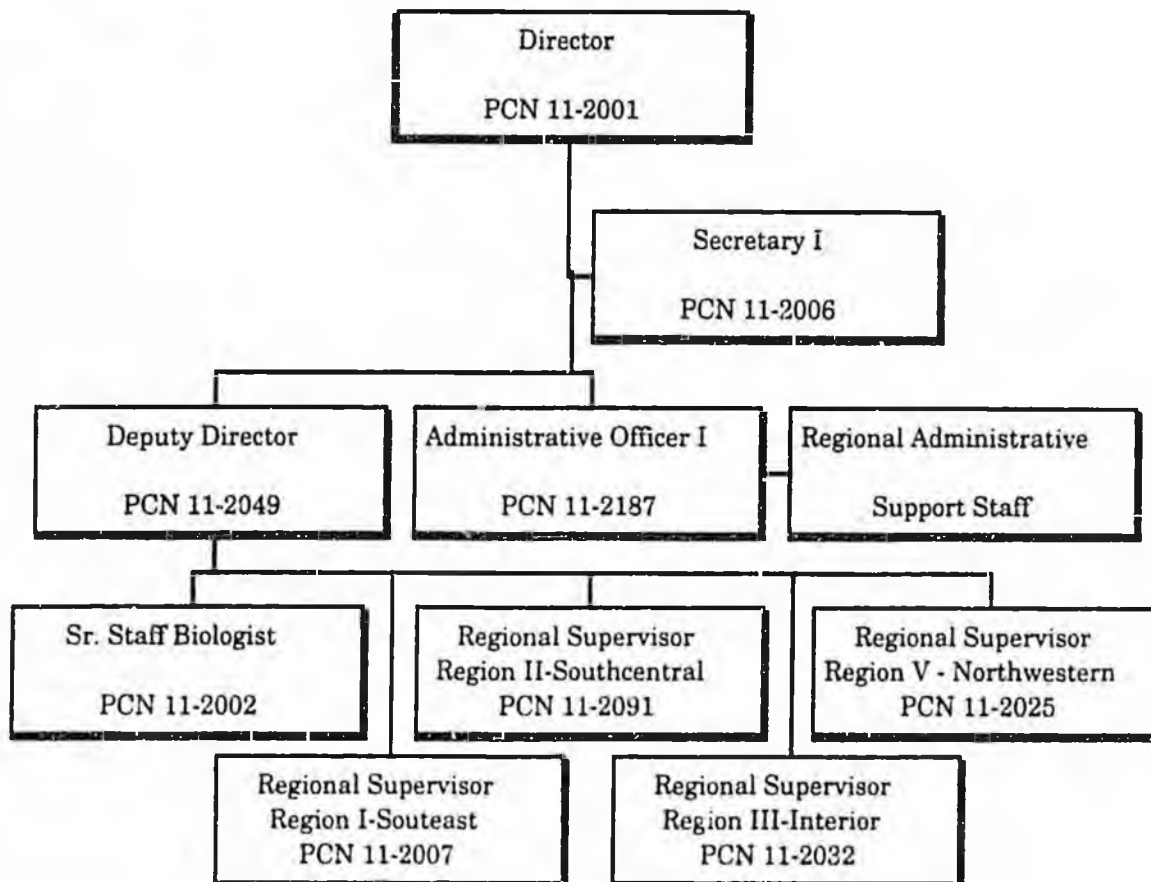 Director
PCN 11-2001
Secretary I
PCN 11-2006
Deputy Director
PCN 11-2049
Administrative Officer I
PCN 11-2187
Regional Administrative
Support Staff
Sr. Staff Biologist
PCN 11-2002
Regional Supervisor
Region II-Southcentral
PCN 11-2091
Regional Supervisor
Region V - Northwestern
PCN 11-2025
Regional Supervisor
Region I-Souteast
PCN 11-2007
Regional Supervisor
Region III-Interior
PCN 11-2032